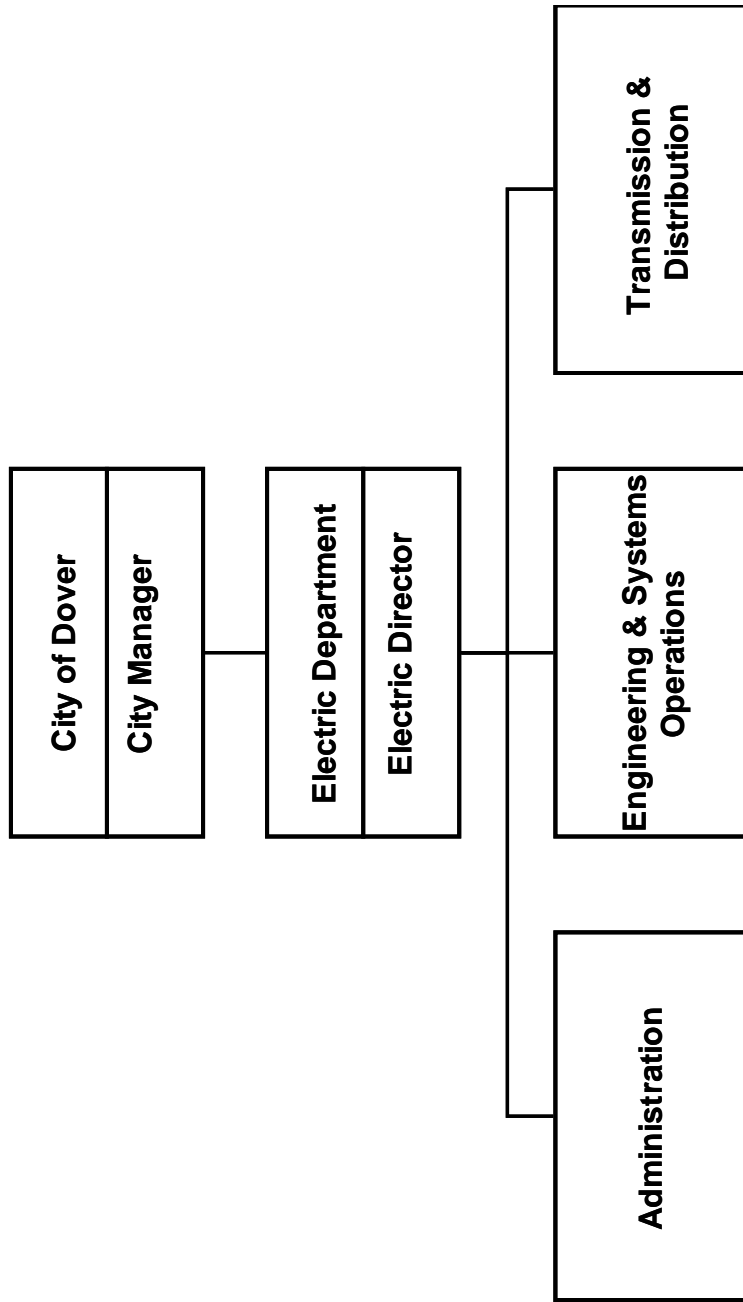 City of Dover
City Manager
Electric Department
Electric Director
Administration
Engineering & Systems
Operations
Transmission &
Distribution